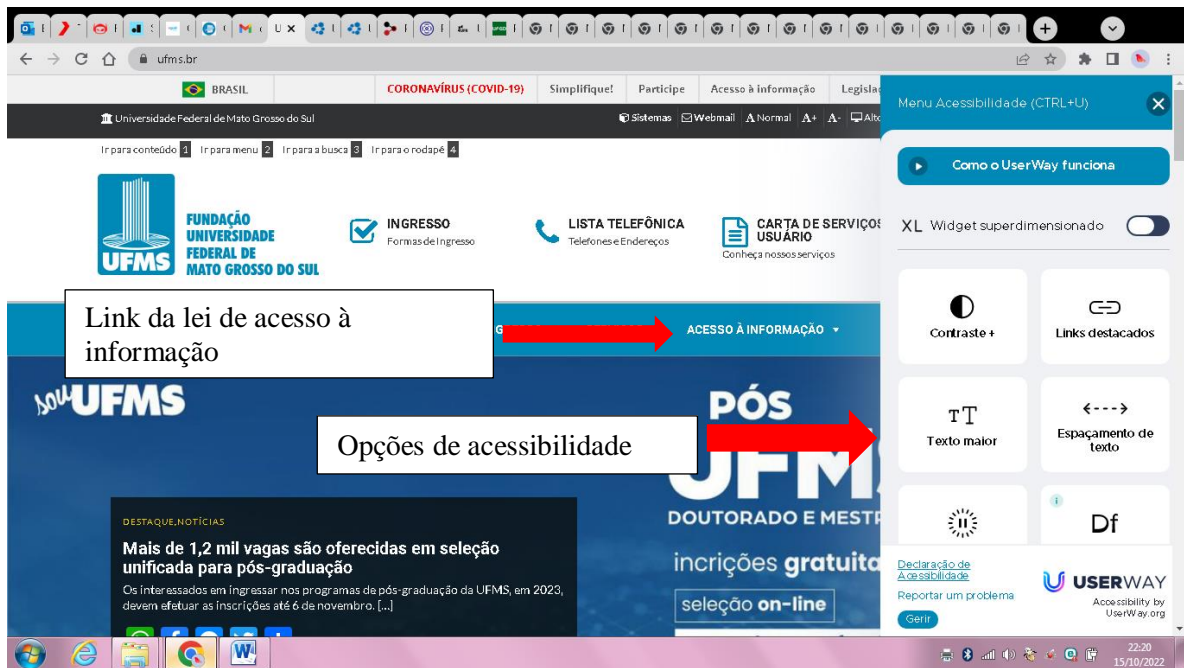 ufms.br
BRASIL
CORONAVÍRUS (COVID-19)
Simplifique!
Participe
Acesso à informação
Universidade Federal de Mato Grosso do Sul
Sistemas
Webmail
A Normal
A+
A-
Ir para conteúdo 1
Ir para menu 2
Ir para a busca 3
Ir para o rodapé 4
UFMS
FUNDAÇÃO
UNIVERSIDADE
FEDERAL DE
MATO GROSSO DO SUL
INGRESSO
Formas de Ingresso
LISTA TELEFÔNICA
Telefones e Endereços
CARTA DE SERVIÇOS
USUÁRIO
Conheça nossos serviços
Link da lei de acesso à
informação
ACESSO À INFORMAÇÃO
souUFMS
Opções de acessibilidade
PÓS
UFMS
DOUTORADO E MEST
incrições gratuita
seleção on-line
DESTAQUE,NOTÍCIAS
Mais de 1,2 mil vagas são oferecidas em seleção
unificada para pós-graduação
Os interessados em ingressar nos programas de pós-graduação da UFMS, em 2023,
devem efetuar as inscrições até 6 de novembro. [...]
Menu Acessibilidade (CTRL+U)
Como o UserWay funciona
XL Widget superdimensionado
Contraste +
Links destacados
Texto maior
Espaçamento de
texto
Df
Declaração de
Acessibilidade
Reportar um problema
Gerir
USERWAY
Accessibility by
UserWay.org
22:20
15/10/2022